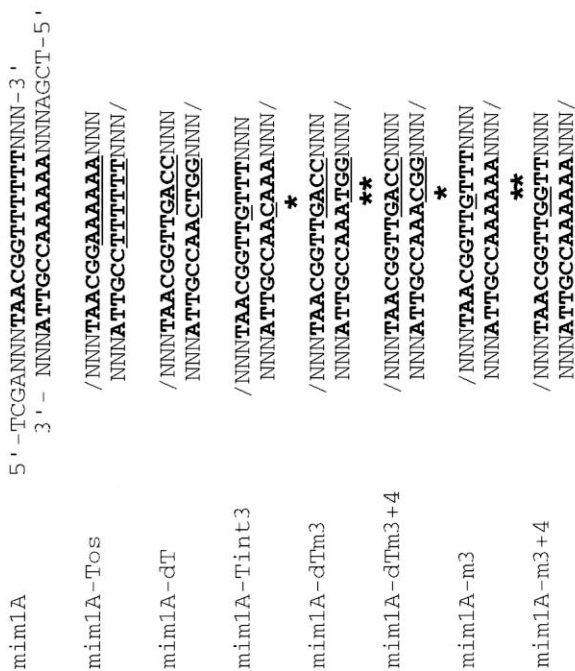 mim1A 5'-TCGANNNTAACGGTTTTTTNNN-3'
3'- NNNATTGCCAAAAAANNNAGCT-5'
mim1A-Tos /NNNTAACGGAAAAAANNN
NNNATTGCCTTTTTTNNN/
mim1A-dT /NNNTAACGGTTGACCNNN
NNNATTGCCAACTGGNNN/
mim1A-Tint3 /NNNTAACGGTTGTTTNNN
NNNATTGCCAACAAANNN/
*
mim1A-dTm3 /NNNTAACGGTTGACCNNN
NNNATTGCCAAATGGNNN/
**
mim1A-dTm3+4 /NNNTAACGGTTGACCNNN
NNNATTGCCAAACGGNNN/
*
mim1A-m3 /NNNTAACGGTTGTTTNNN
NNNATTGCCAAAAAANNN/
**
mim1A-m3+4 /NNNTAACGGTTGGTTNNN
NNNATTGCCAAAAAANNN/